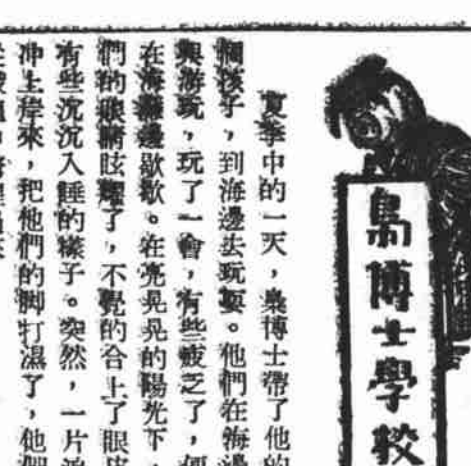 鳥博士學校
夏季中的一天，梟博士帶了他的
個孩子，到海邊去玩耍。他們在海邊
與游玩，玩了一會，有些疲乏了，便
在海灘邊歇歇。在亮晃晃的陽光下，
們的眼睛眩耀了，不覺的合上了眼皮
有些沉沉入睡的樣子。突然，一片
冲上岸來，把他們的脚打濕了，他們